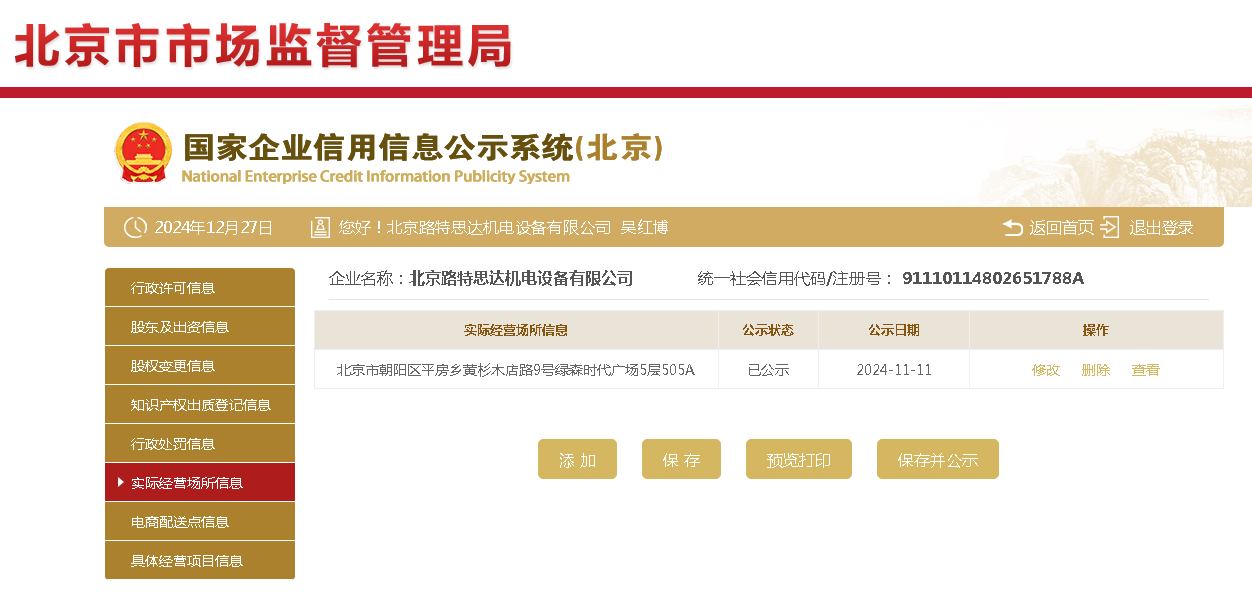 北京市市场监督管理局
国家企业信用信息公示系统(北京)
National Enterprise Credit Information Publicity System
2024年12月27日 您好！北京路特思达机电设备有限公司 吴红博 返回首页 退出登录
企业名称：北京路特思达机电设备有限公司 统一社会信用代码/注册号： 91110114802651788A
行政许可信息
股东及出资信息
股权变更信息
知识产权出质登记信息
行政处罚信息
实际经营场所信息
电商配送点信息
具体经营项目信息
实际经营场所信息 公示状态 公示日期 操作
北京市朝阳区平房乡黄杉木店路9号绿森时代广场5层505A 已公示 2024-11-11 修改 删除 查看
添 加 保 存 预览打印 保存并公示